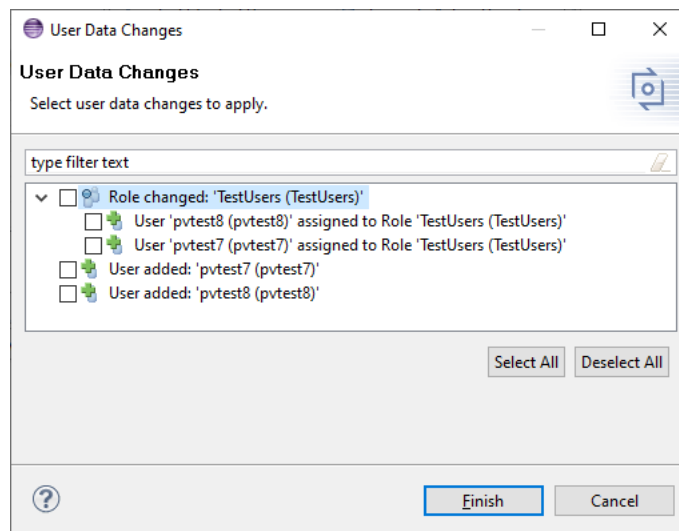 User Data Changes
User Data Changes
Select user data changes to apply.
type filter text
Role changed: 'TestUsers (TestUsers)'
User 'pvtest8 (pvtest8)' assigned to Role 'TestUsers (TestUsers)'
User 'pvtest7 (pvtest7)' assigned to Role 'TestUsers (TestUsers)'
User added: 'pvtest7 (pvtest7)'
User added: 'pvtest8 (pvtest8)'
Select All Deselect All
? Finish Cancel